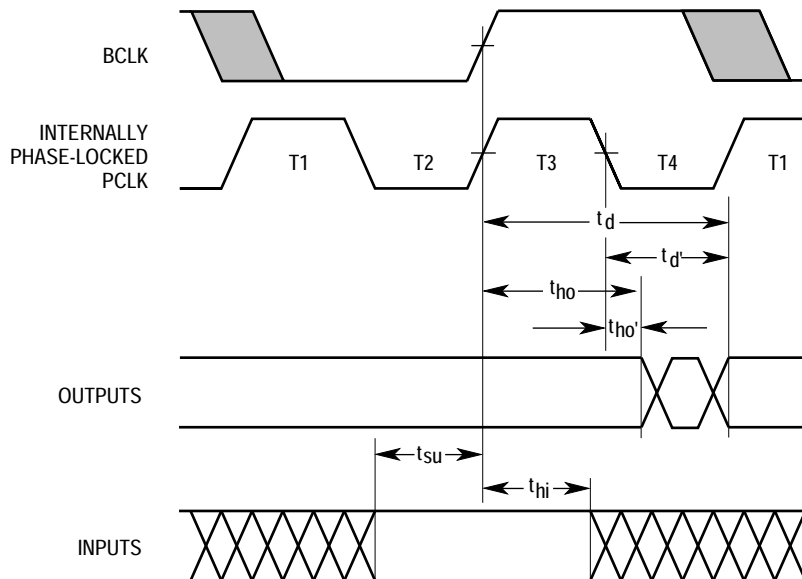 BCLK
INTERNALLY
PHASE-LOCKED
PCLK
T1 T2 T3 T4 T1
td
td'
tho
tho'
OUTPUTS
tsu
thi
INPUTS